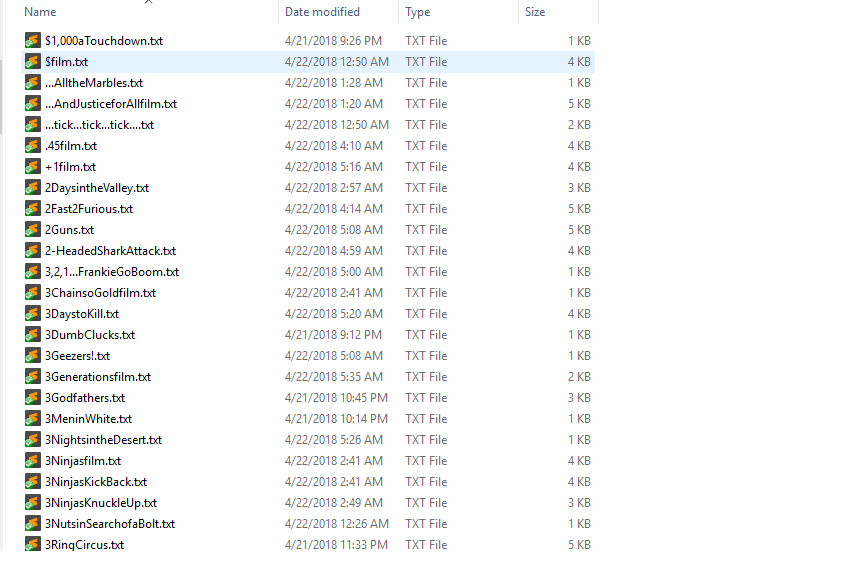 Name Date modified Type Size
$1,000aTouchdown.txt 4/21/2018 9:26 PM TXT File 1 KB
$film.txt 4/22/2018 12:50 AM TXT File 4 KB
...AlltheMarbles.txt 4/22/2018 1:28 AM TXT File 1 KB
...AndJusticeforAllfilm.txt 4/22/2018 1:20 AM TXT File 5 KB
...tick...tick...tick....txt 4/22/2018 12:50 AM TXT File 2 KB
.45film.txt 4/22/2018 4:10 AM TXT File 4 KB
+1film.txt 4/22/2018 5:16 AM TXT File 4 KB
2DaysintheValley.txt 4/22/2018 2:57 AM TXT File 3 KB
2Fast2Furious.txt 4/22/2018 4:14 AM TXT File 5 KB
2Guns.txt 4/22/2018 5:08 AM TXT File 5 KB
2-HeadedSharkAttack.txt 4/22/2018 4:59 AM TXT File 4 KB
3,2,1...FrankieGoBoom.txt 4/22/2018 5:00 AM TXT File 1 KB
3ChainsoGoldfilm.txt 4/22/2018 2:41 AM TXT File 1 KB
3DaystoKill.txt 4/22/2018 5:20 AM TXT File 4 KB
3DumbClucks.txt 4/21/2018 9:12 PM TXT File 1 KB
3Geezers!.txt 4/22/2018 5:08 AM TXT File 1 KB
3Generationsfilm.txt 4/22/2018 5:35 AM TXT File 2 KB
3Godfathers.txt 4/21/2018 10:45 PM TXT File 3 KB
3MeninWhite.txt 4/21/2018 10:14 PM TXT File 1 KB
3NightsintheDesert.txt 4/22/2018 5:26 AM TXT File 1 KB
3Ninjasfilm.txt 4/22/2018 2:41 AM TXT File 4 KB
3NinjasKickBack.txt 4/22/2018 2:41 AM TXT File 4 KB
3NinjasKnuckleUp.txt 4/22/2018 2:49 AM TXT File 3 KB
3NutsinSearchofaBolt.txt 4/22/2018 12:26 AM TXT File 1 KB
3RingCircus.txt 4/21/2018 11:33 PM TXT File 5 KB